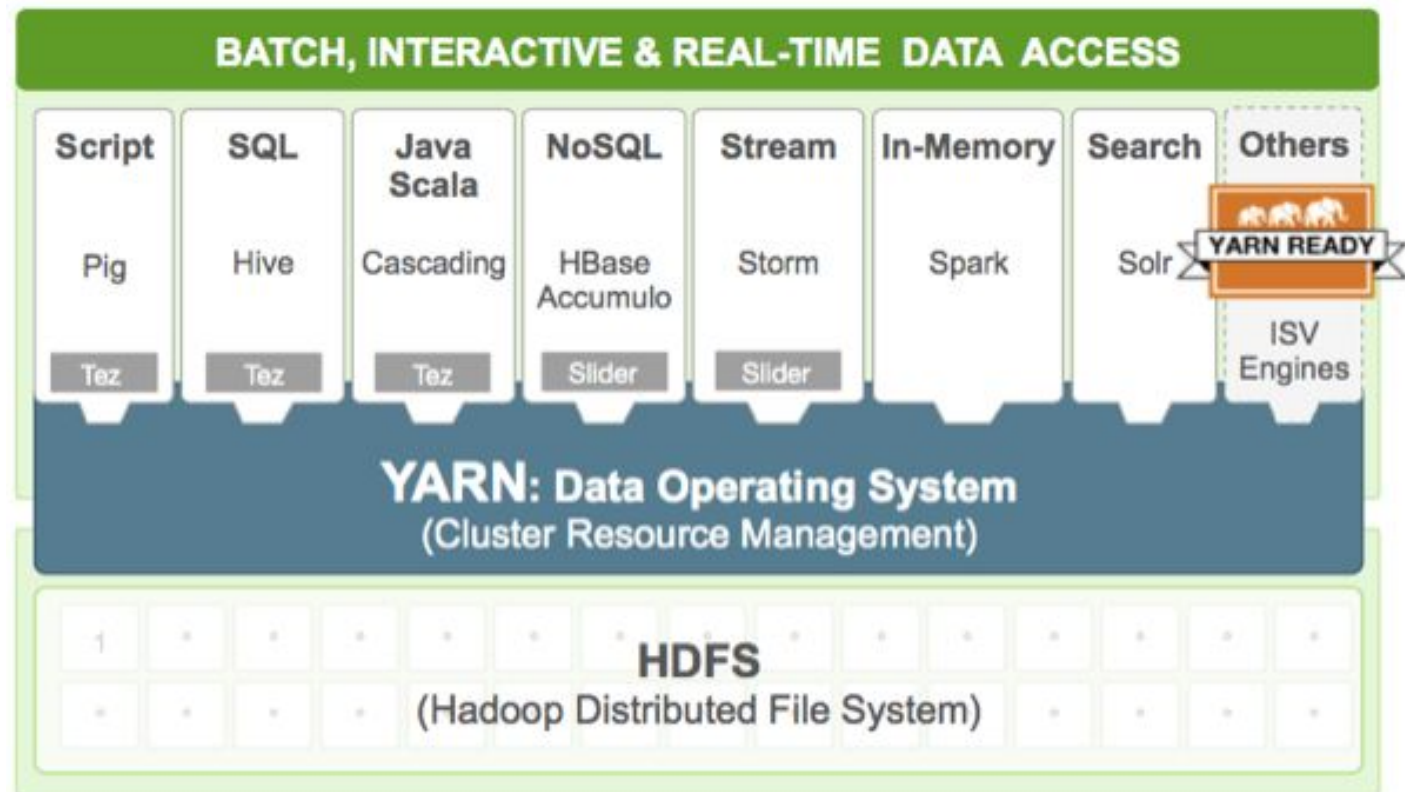 BATCH, INTERACTIVE & REAL-TIME DATA ACCESS
Script
Pig
Tez
SQL
Hive
Tez
Java
Scala
Cascading
Tez
NoSQL
HBase
Accumulo
Slider
Stream
Storm
Slider
In-Memory
Spark
Search
Solr
Others
YARN READY
ISV
Engines
YARN: Data Operating System
(Cluster Resource Management)
1
HDFS
(Hadoop Distributed File System)